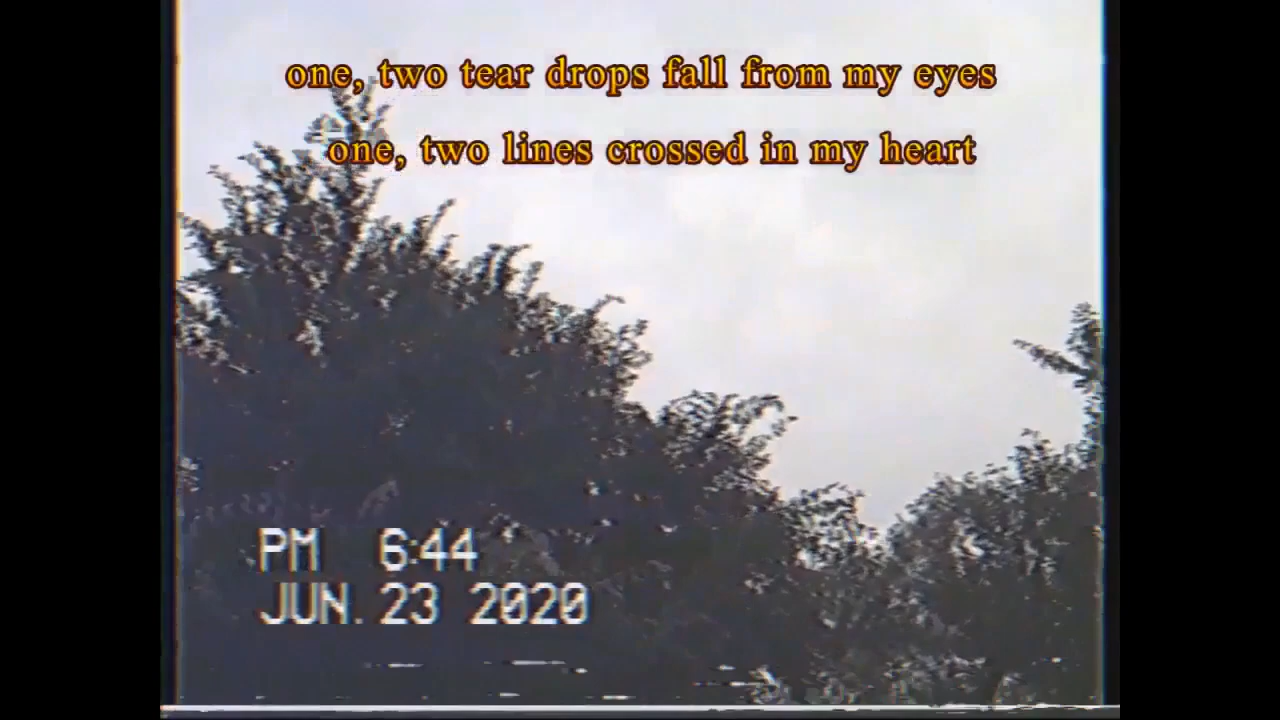 one, two tear drops fall from my eyes
one, two lines crossed in my heart
PM 6:44
JUN. 23 2020